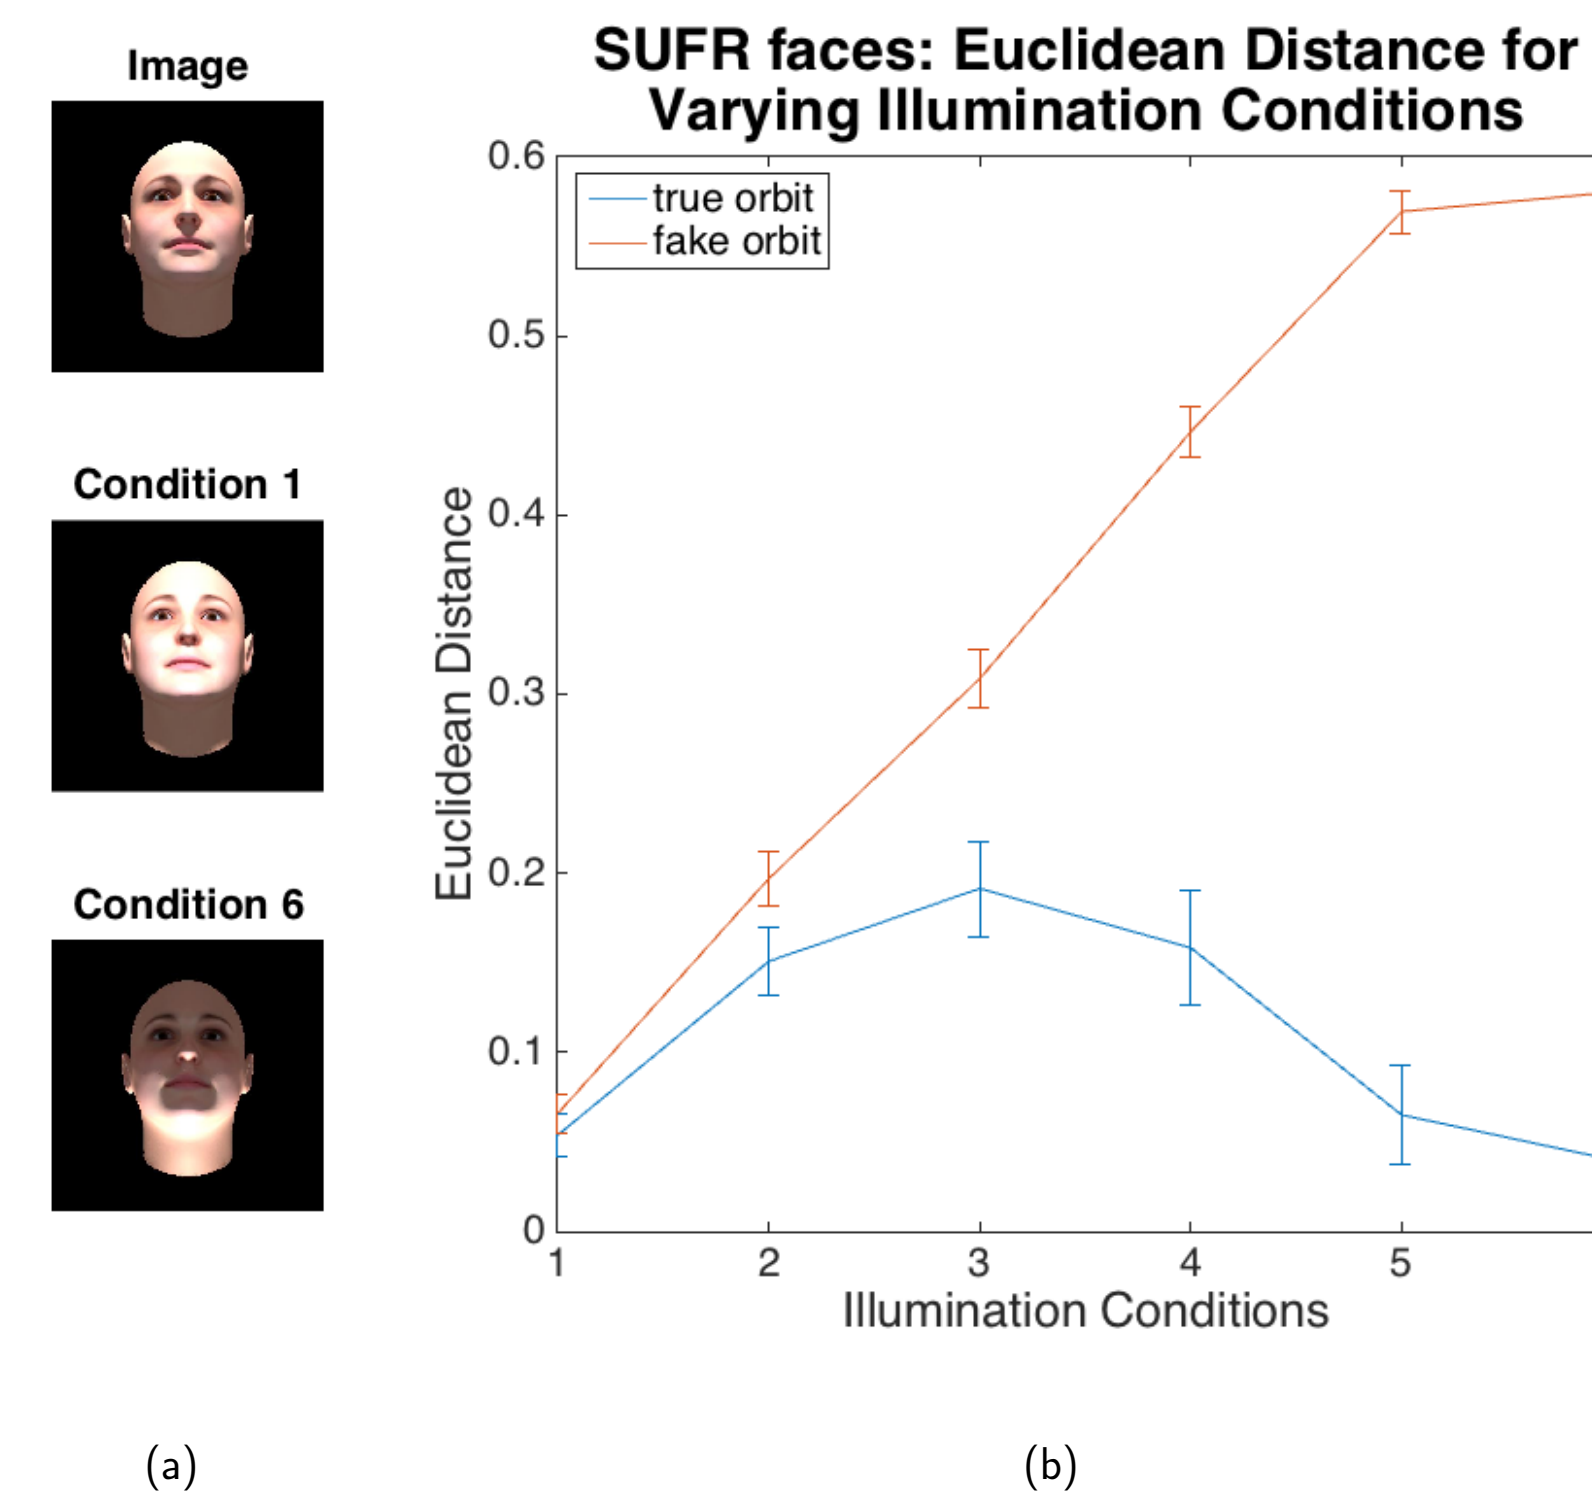 Image
Condition 1
Condition 6
(a)
SUFR faces: Euclidean Distance for
Varying Illumination Conditions
true orbit
fake orbit
Euclidean Distance
0.6
0.5
0.4
0.3
0.2
0.1
0
1 2 3 4 5
Illumination Conditions
(b)